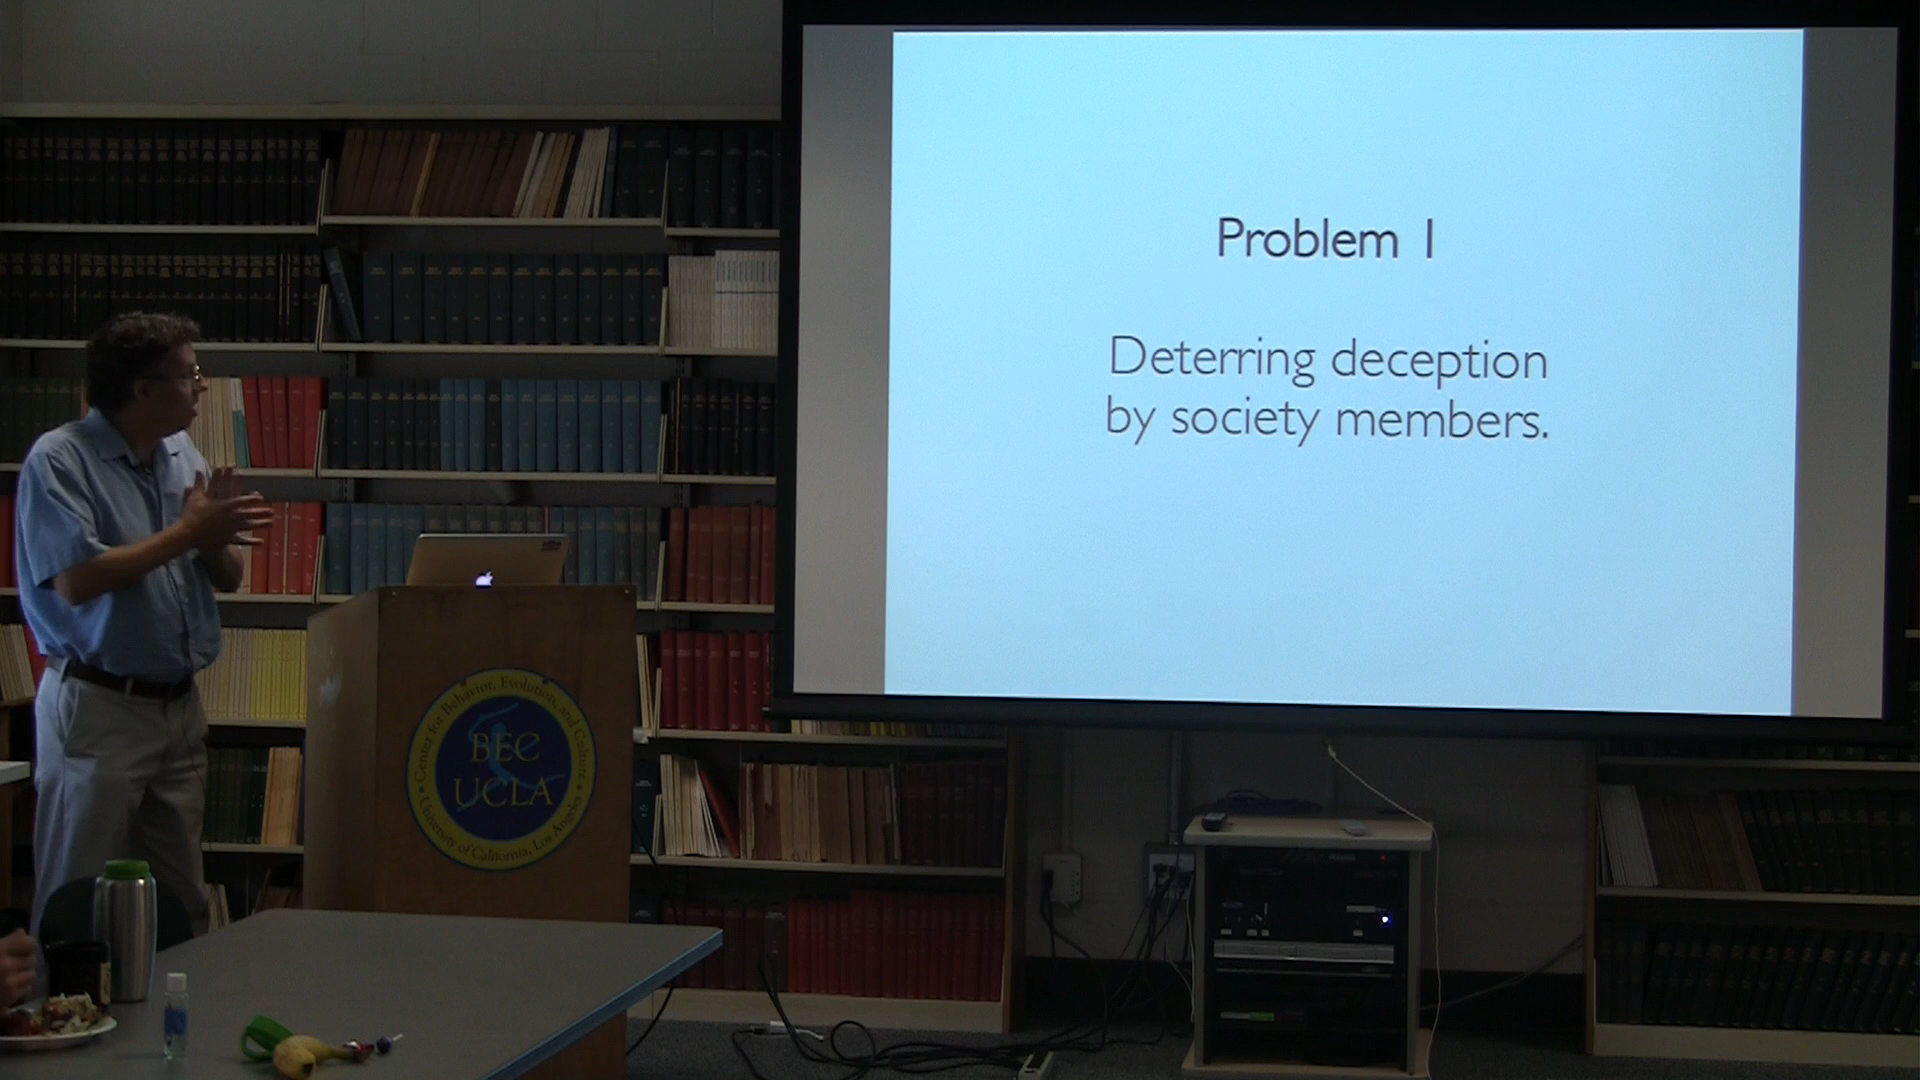 Problem 1
Deterring deception
by society members.
Center for Behavior, Evolution, and Culture
BEC
UCLA
University of California, Los Angeles